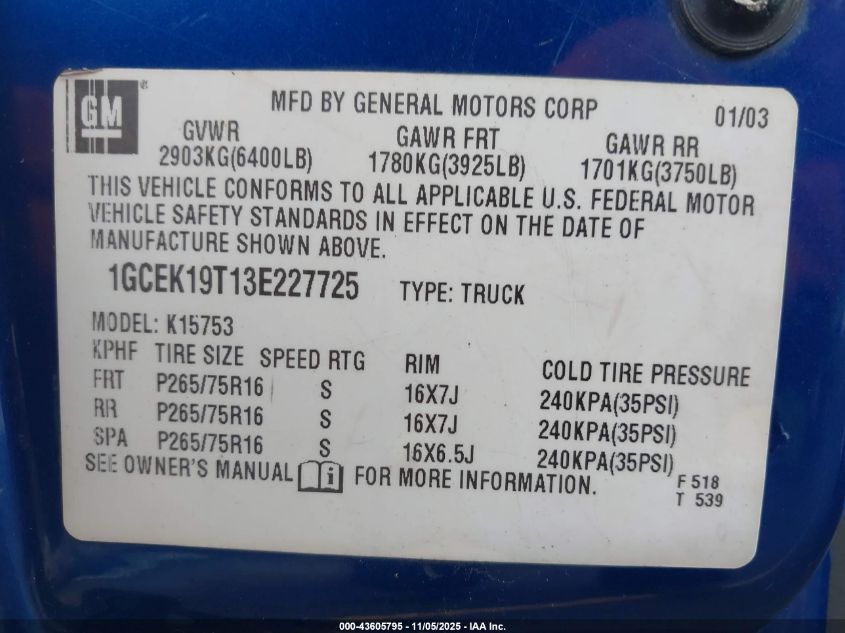 GM
MFD BY GENERAL MOTORS CORP 01/03
GVWR GAWR FRT GAWR RR
2903KG(6400LB) 1780KG(3925LB) 1701KG(3750LB)
THIS VEHICLE CONFORMS TO ALL APPLICABLE U.S. FEDERAL MOTOR
VEHICLE SAFETY STANDARDS IN EFFECT ON THE DATE OF
MANUFACTURE SHOWN ABOVE.
1GCEK19T13E227725 TYPE: TRUCK
MODEL: K15753
KPHF TIRE SIZE SPEED RTG RIM COLD TIRE PRESSURE
FRT P265/75R16 S 16X7J 240KPA(35PSI)
RR P265/75R16 S 16X7J 240KPA(35PSI)
SPA P265/75R16 S 16X6.5J 240KPA(35PSI)
SEE OWNER'S MANUAL i FOR MORE INFORMATION.
F 518
T 539
000-43605795 - 11/05/2025 - IAA Inc.